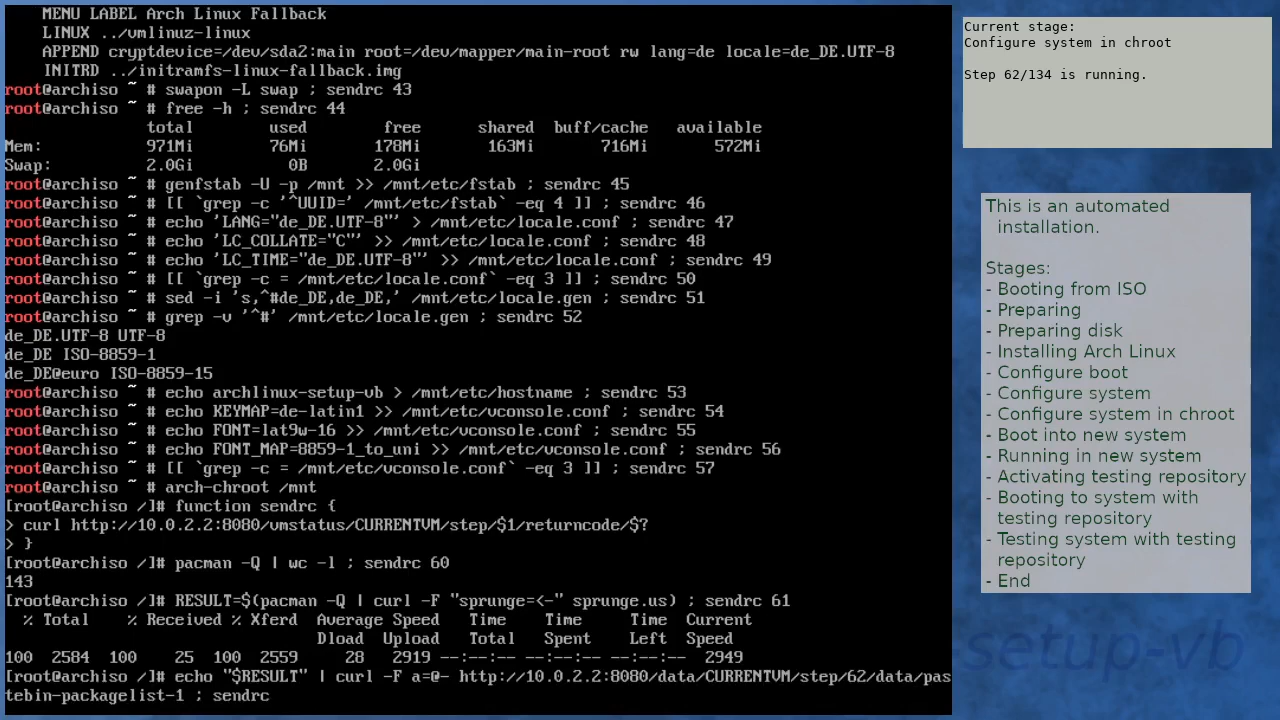 MENU LABEL Arch Linux Fallback
LINUX ../vmlinuz-linux
APPEND cryptdevice=/dev/sda2:main root=/dev/mapper/main-root rw lang=de locale=de_DE.UTF-8
INITRD ../initramfs-linux-fallback.img
root@archiso ~ # swapon -L swap ; sendrc 43
root@archiso ~ # free -h ; sendrc 44
total used free shared buff/cache available
Mem: 971Mi 76Mi 178Mi 163Mi 716Mi 572Mi
Swap: 2.0Gi 0B 2.0Gi
root@archiso ~ # genfstab -U -p /mnt >> /mnt/etc/fstab ; sendrc 45
root@archiso ~ # [[ `grep -c '^UUID=' /mnt/etc/fstab` -eq 4 ]] ; sendrc 46
root@archiso ~ # echo 'LANG="de_DE.UTF-8"' > /mnt/etc/locale.conf ; sendrc 47
root@archiso ~ # echo 'LC_COLLATE="C"' >> /mnt/etc/locale.conf ; sendrc 48
root@archiso ~ # echo 'LC_TIME="de_DE.UTF-8"' >> /mnt/etc/locale.conf ; sendrc 49
root@archiso ~ # [[ `grep -c = /mnt/etc/locale.conf` -eq 3 ]] ; sendrc 50
root@archiso ~ # sed -i 's,^#de_DE,de_DE,' /mnt/etc/locale.gen ; sendrc 51
root@archiso ~ # grep -v '^#' /mnt/etc/locale.gen ; sendrc 52
de_DE.UTF-8 UTF-8
de_DE ISO-8859-1
de_DE@euro ISO-8859-15
root@archiso ~ # echo archlinux-setup-vb > /mnt/etc/hostname ; sendrc 53
root@archiso ~ # echo KEYMAP=de-latin1 >> /mnt/etc/vconsole.conf ; sendrc 54
root@archiso ~ # echo FONT=lat9w-16 >> /mnt/etc/vconsole.conf ; sendrc 55
root@archiso ~ # echo FONT_MAP=8859-1_to_uni >> /mnt/etc/vconsole.conf ; sendrc 56
root@archiso ~ # [[ `grep -c = /mnt/etc/vconsole.conf` -eq 3 ]] ; sendrc 57
root@archiso ~ # arch-chroot /mnt
[root@archiso /]# function sendrc {
> curl http://10.0.2.2:8080/vmstatus/CURRENTVM/step/$1/returncode/$?
> }
[root@archiso /]# pacman -Q | wc -l ; sendrc 60
143
[root@archiso /]# RESULT=$(pacman -Q | curl -F "sprunge=<-" sprunge.us) ; sendrc 61
% Total % Received % Xferd Average Speed Time Time Time Current
Dload Upload Total Spent Left Speed
100 2584 100 25 100 2559 28 2919 --:--:-- --:--:-- --:--:-- 2949
[root@archiso /]# echo "$RESULT" | curl -F a=@- http://10.0.2.2:8080/data/CURRENTVM/step/62/data/pas
tebin-packagelist-1 ; sendrc
Current stage:
Configure system in chroot
Step 62/134 is running.
This is an automated
installation.
Stages:
- Booting from ISO
- Preparing
- Preparing disk
- Installing Arch Linux
- Configure boot
- Configure system
- Configure system in chroot
- Boot into new system
- Running in new system
- Activating testing repository
- Booting to system with
testing repository
- Testing system with testing
repository
- End
-setup-vb